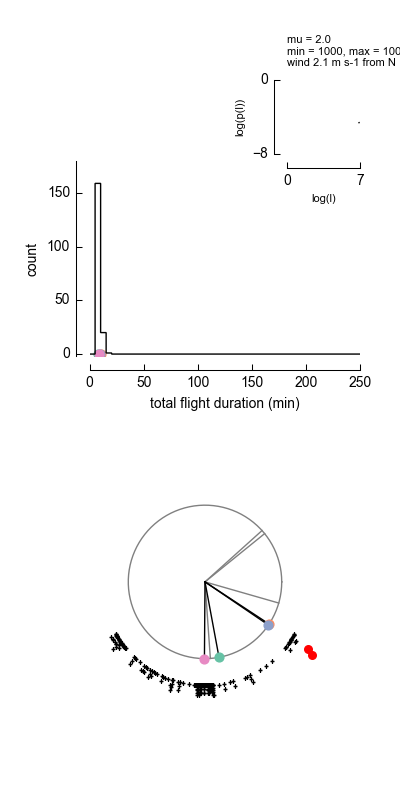 mu = 2.0
min = 1000, max = 100
wind 2.1 m s-1 from N
0
−8
log(p(l))
0 7
log(l)
150
100
50
0
count
0 50 100 150 200 250
total flight duration (min)